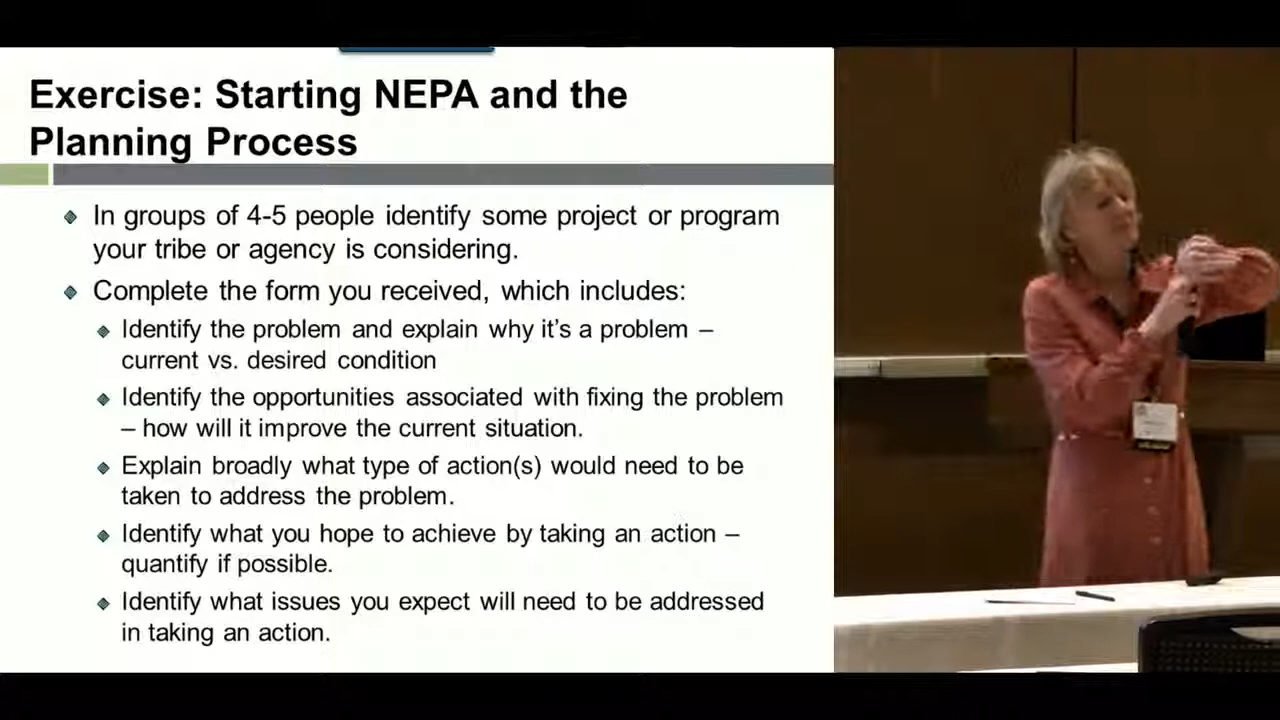 Exercise: Starting NEPA and the
Planning Process
In groups of 4-5 people identify some project or program
your tribe or agency is considering.
Complete the form you received, which includes:
Identify the problem and explain why it's a problem –
current vs. desired condition
Identify the opportunities associated with fixing the problem
– how will it improve the current situation.
Explain broadly what type of action(s) would need to be
taken to address the problem.
Identify what you hope to achieve by taking an action –
quantify if possible.
Identify what issues you expect will need to be addressed
in taking an action.